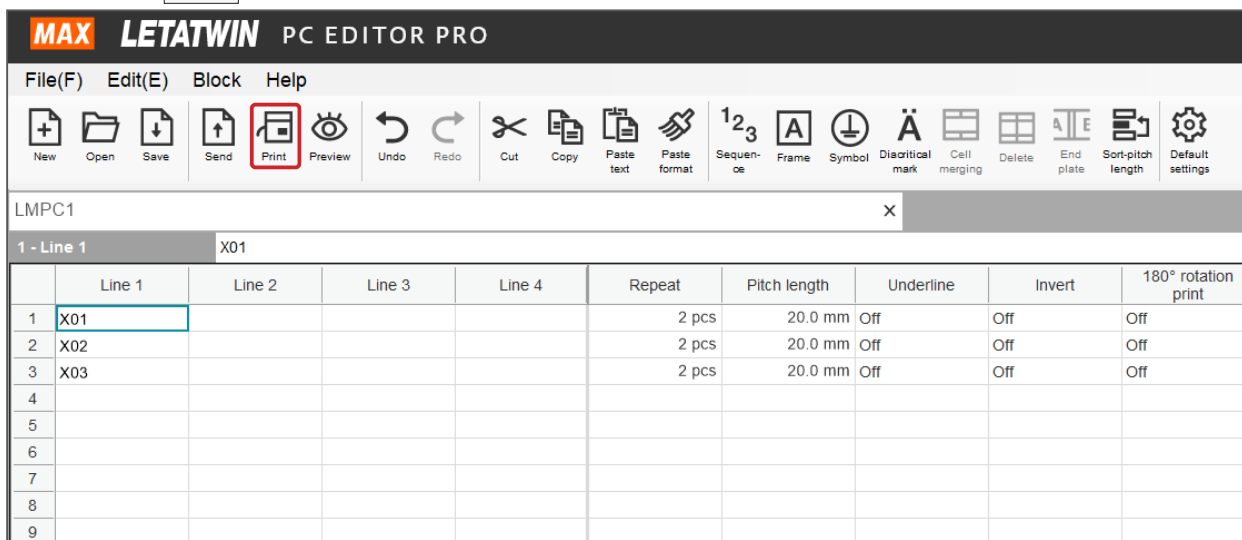 MAX LETATWIN PC EDITOR PRO
File(F) Edit(E) Block Help
New Open Save Send Print Preview Undo Redo Cut Copy Paste text Paste format Sequen-ce Frame Symbol Diacritical mark Cell merging Delete End plate Sort-pitch length Default settings
LMPC1 X
1 - Line 1 X01
Line 1 Line 2 Line 3 Line 4 Repeat Pitch length Underline Invert 180° rotation print
1 X01 2 pcs 20.0 mm Off Off Off
2 X02 2 pcs 20.0 mm Off Off Off
3 X03 2 pcs 20.0 mm Off Off Off
4
5
6
7
8
9